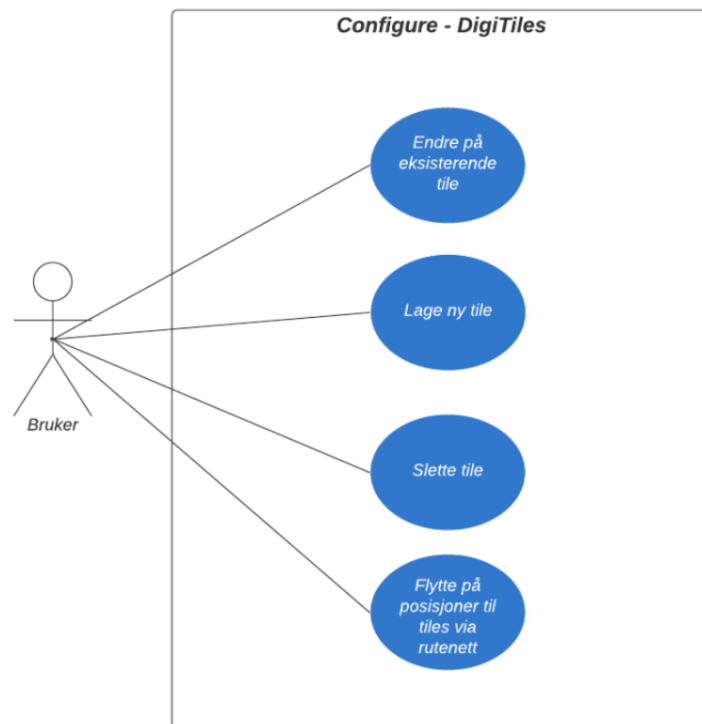 Configure - DigiTiles
Endre på
eksisterende
tile
Lage ny tile
Bruker
Slette tile
Flytte på
posisjoner til
tiles via
rutenett